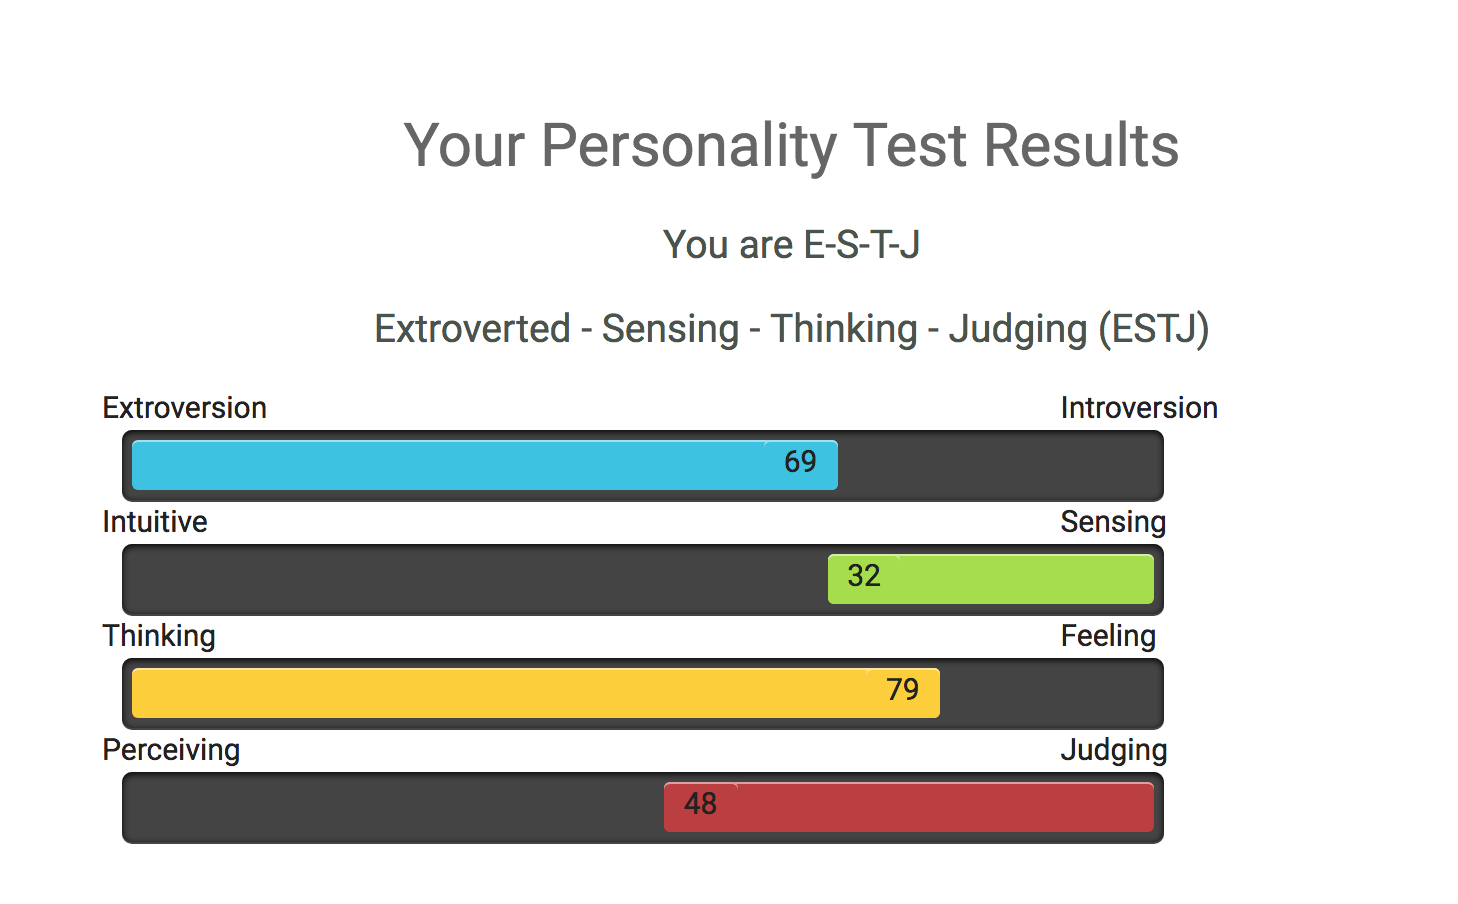 Your Personality Test Results
You are E-S-T-J
Extroverted - Sensing - Thinking - Judging (ESTJ)
Extroversion Introversion
69
Intuitive Sensing
32
Thinking Feeling
79
Perceiving Judging
48